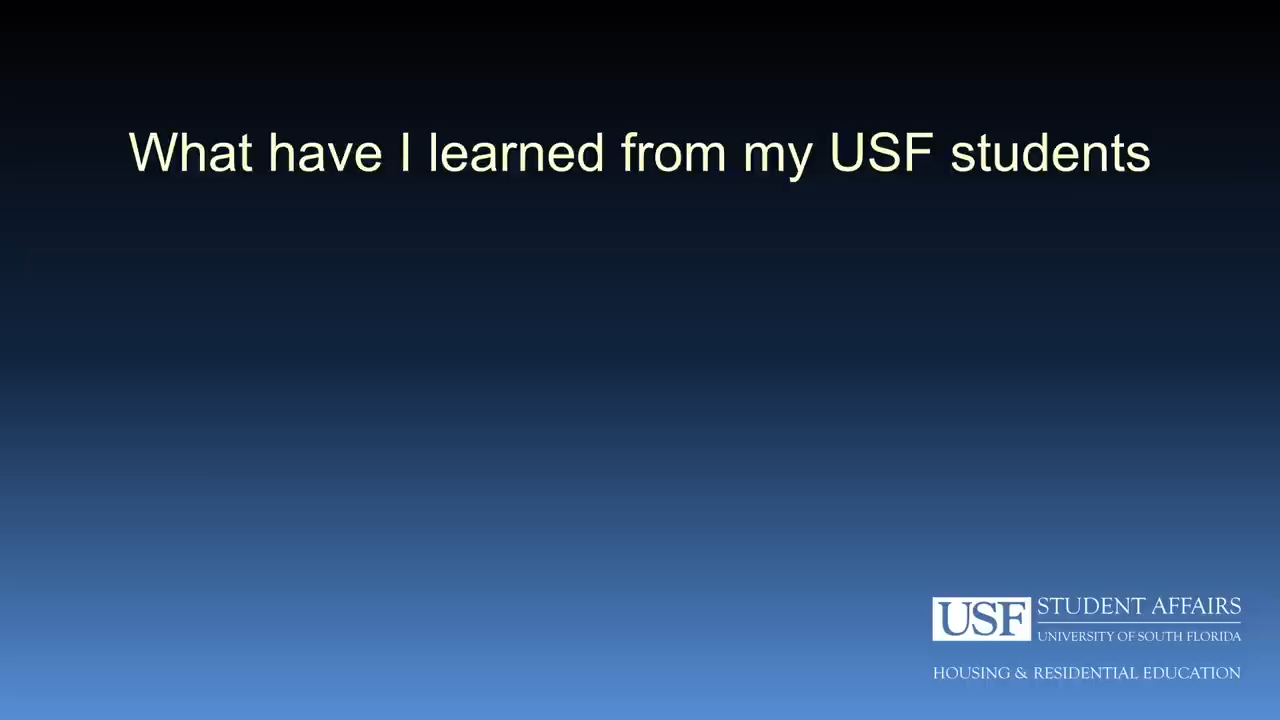 What have I learned from my USF students
USF STUDENT AFFAIRS
UNIVERSITY OF SOUTH FLORIDA
HOUSING & RESIDENTIAL EDUCATION